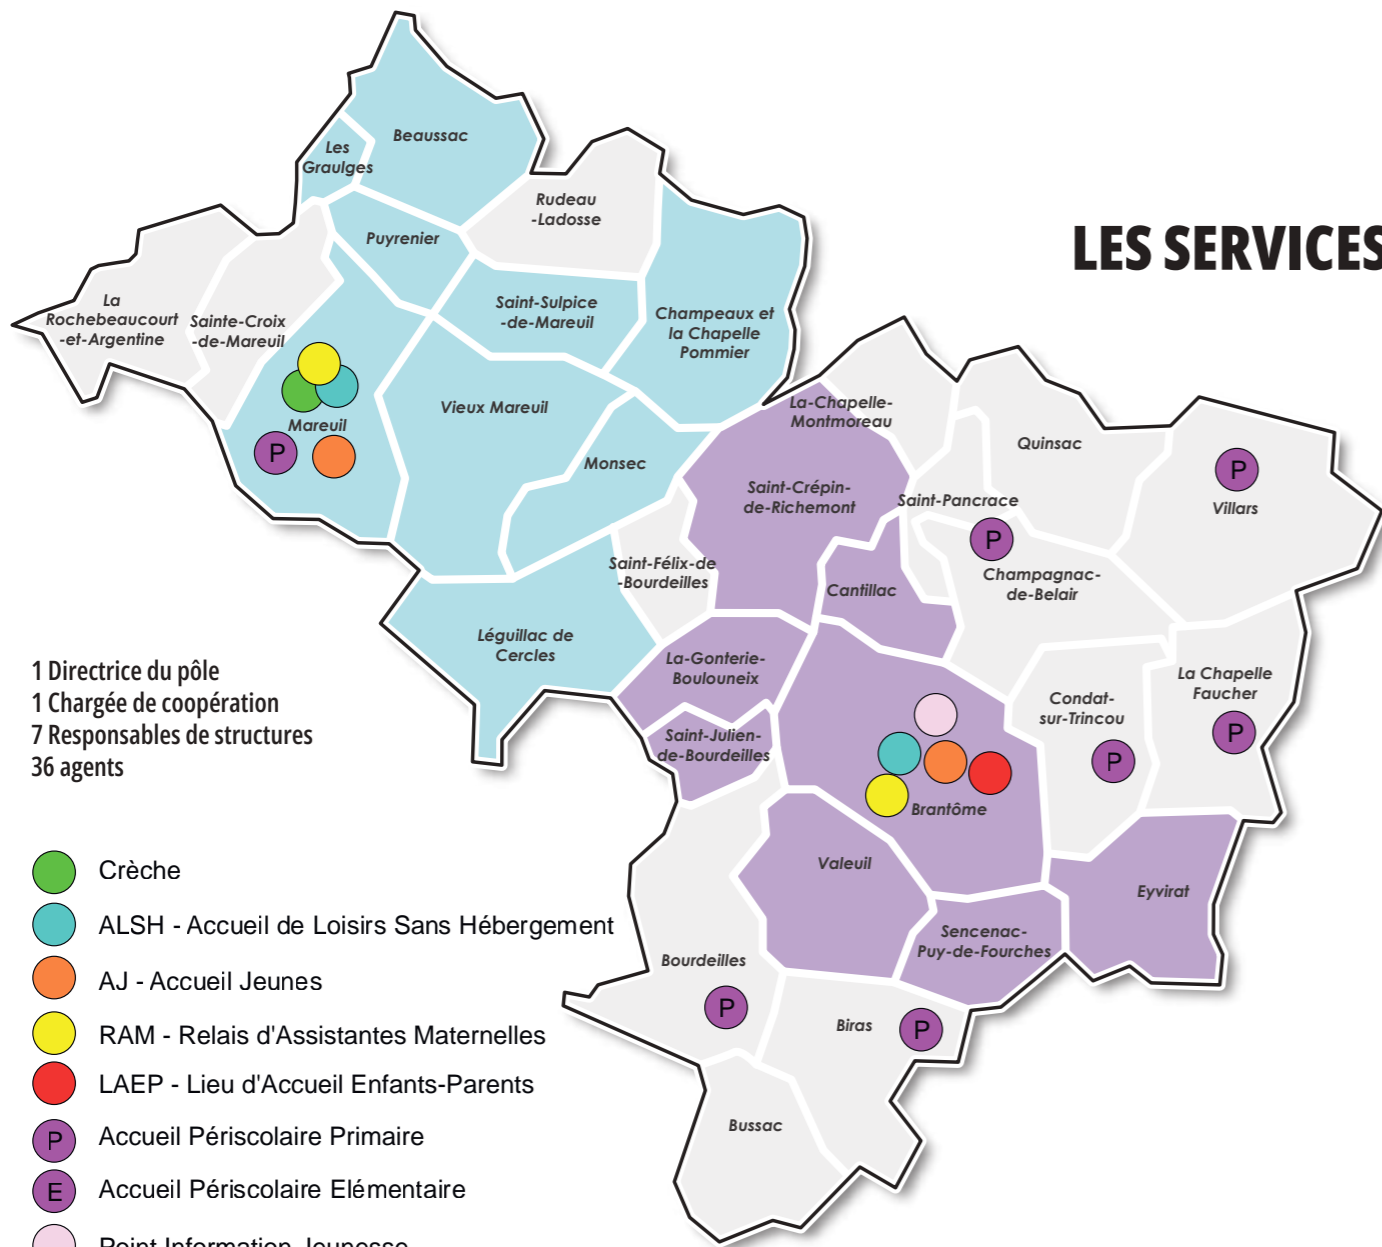 LES SERVICES
Beaussac
Les
Graulges
Rudeau
-Ladosse
Puyrenier
La
Rochebeaucourt
-et-Argentine
Sainte-Croix
-de-Mareuil
Saint-Sulpice
-de-Mareuil
Champeaux et
la Chapelle
Pommier
Mareuil
P
Vieux Mareuil
Monsec
La-Chapelle-
Montmoreau
Quinsac
P
Villars
Saint-Crépin-
de-Richemont
Saint-Pancrace
P
Champagnac-
de-Belair
Saint-Félix-de
-Bourdeilles
Cantillac
Léguillac de
Cercles
La-Gonterie-
Boulouneix
Saint-Julien-
de-Bourdeilles
Condat-
sur-Trincou
P
La Chapelle
Faucher
P
Brantôme
Valeuil
Eyvirat
Sencenac-
Puy-de-Fourches
Bourdeilles
P
Biras
P
Bussac
1 Directrice du pôle
1 Chargée de coopération
7 Responsables de structures
36 agents
Crèche
ALSH - Accueil de Loisirs Sans Hébergement
AJ - Accueil Jeunes
RAM - Relais d'Assistantes Maternelles
LAEP - Lieu d'Accueil Enfants-Parents
P Accueil Périscolaire Primaire
E Accueil Périscolaire Elémentaire
Point Information Jeunesse